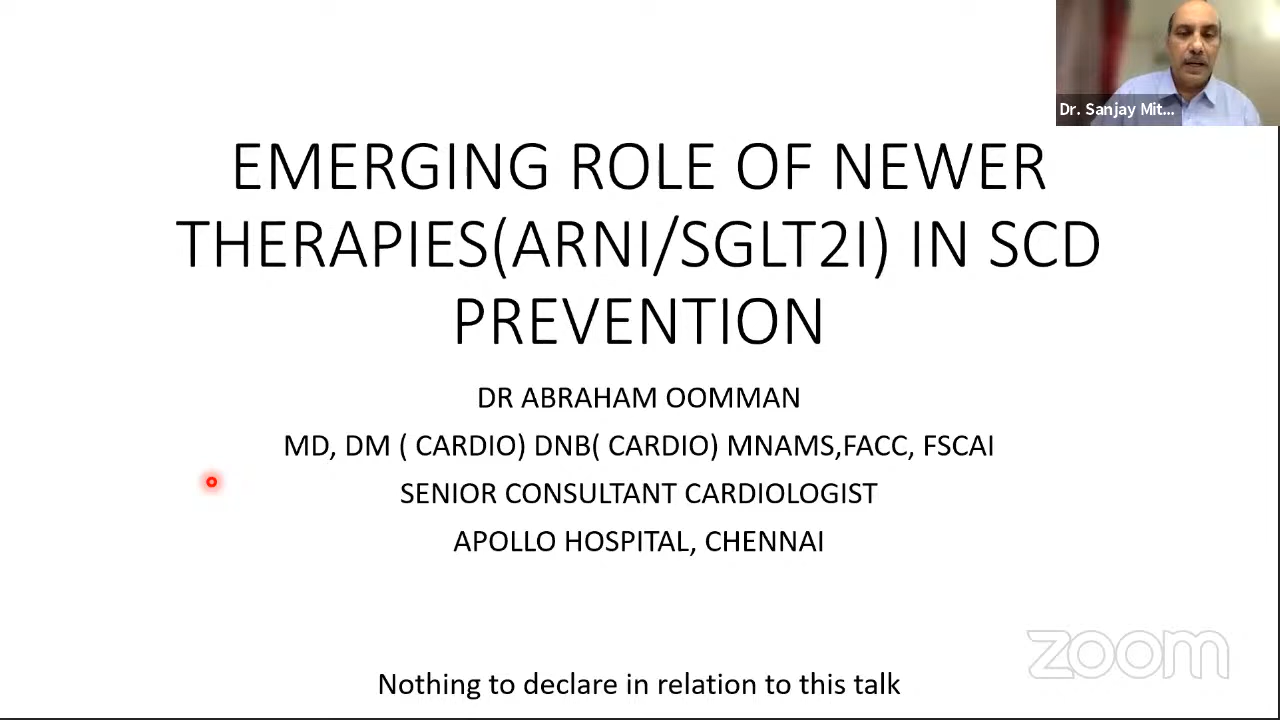 Dr. Sanjay Mit...
EMERGING ROLE OF NEWER
THERAPIES(ARNI/SGLT2I) IN SCD
PREVENTION
DR ABRAHAM OOMMAN
MD, DM ( CARDIO) DNB( CARDIO) MNAMS,FACC, FSCAI
SENIOR CONSULTANT CARDIOLOGIST
APOLLO HOSPITAL, CHENNAI
zoom
Nothing to declare in relation to this talk